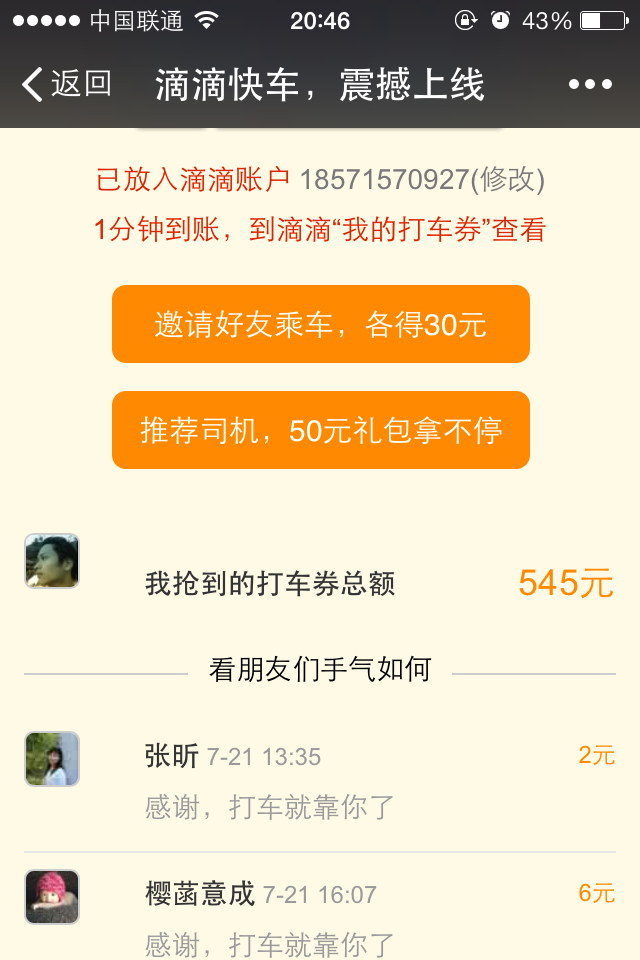 中国联通 20:46 43%
返回 滴滴快车，震撼上线
已放入滴滴账户 18571570927(修改)
1分钟到账，到滴滴“我的打车券”查看
邀请好友乘车，各得30元
推荐司机，50元礼包拿不停
我抢到的打车券总额 545元
看朋友们手气如何
张昕 7-21 13:35 2元
感谢，打车就靠你了
樱菡意成 7-21 16:07 6元
感谢，打车就靠你了